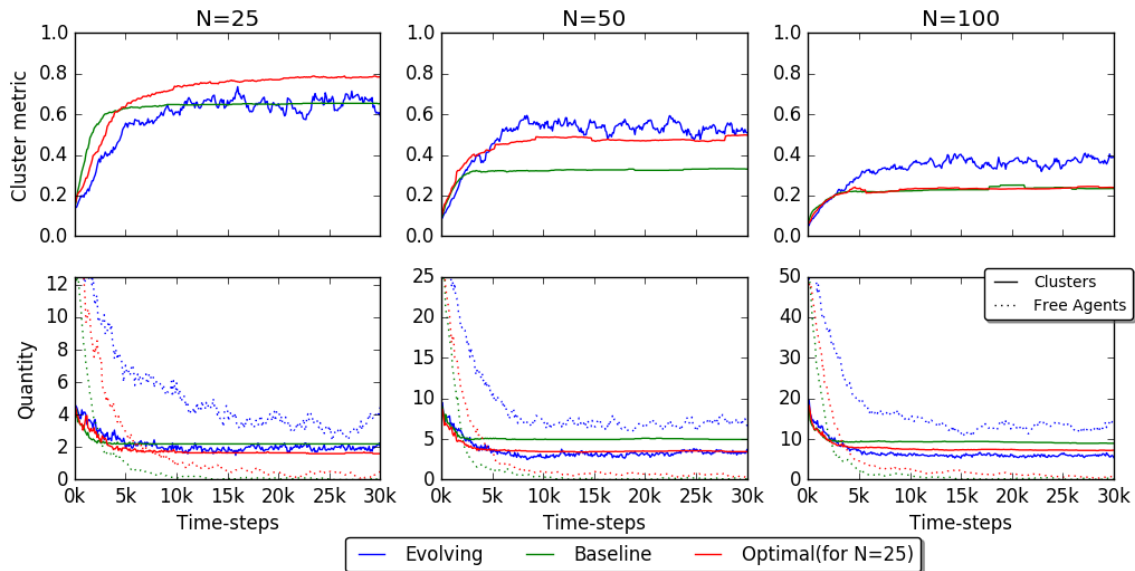 N=25
N=50
N=100
Cluster metric
1.0
0.8
0.6
0.4
0.2
0.0
1.0
0.8
0.6
0.4
0.2
0.0
1.0
0.8
0.6
0.4
0.2
0.0
Quantity
12
10
8
6
4
2
0
25
20
15
10
5
0
50
40
30
20
10
0
Clusters
Free Agents
0k 5k 10k 15k 20k 25k 30k
0k 5k 10k 15k 20k 25k 30k
0k 5k 10k 15k 20k 25k 30k
Time-steps
Time-steps
Time-steps
Evolving
Baseline
Optimal(for N=25)